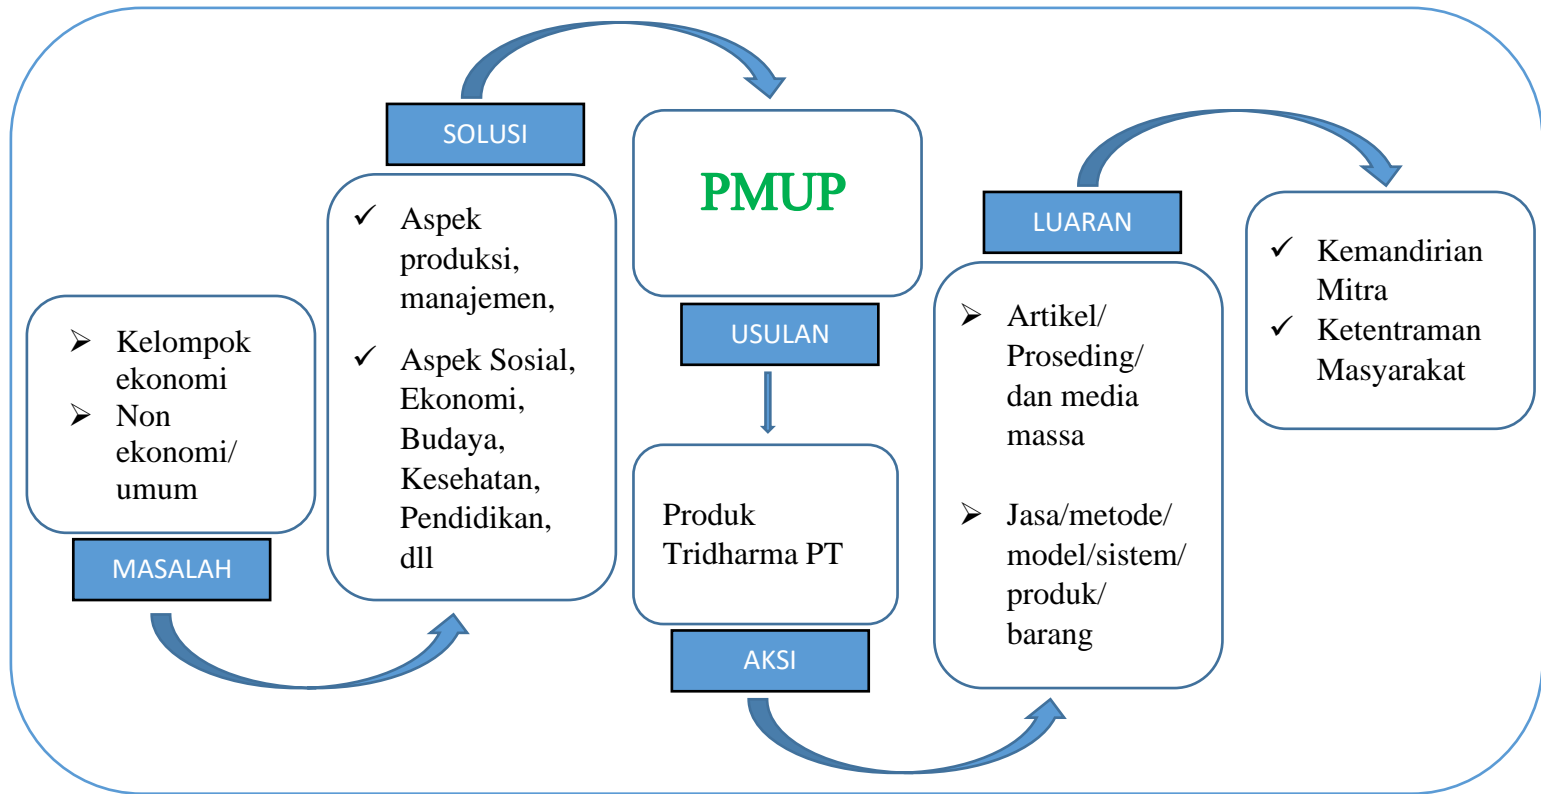 Kelompok
ekonomi
Non
ekonomi/
umum
MASALAH
SOLUSI
Aspek
produksi,
manajemen,
Aspek Sosial,
Ekonomi,
Budaya,
Kesehatan,
Pendidikan,
dll
PMUP
USULAN
Produk
Tridharma PT
AKSI
LUARAN
Artikel/
Proseding/
dan media
massa
Jasa/metode/
model/sistem/
produk/
barang
Kemandirian
Mitra
Ketentraman
Masyarakat